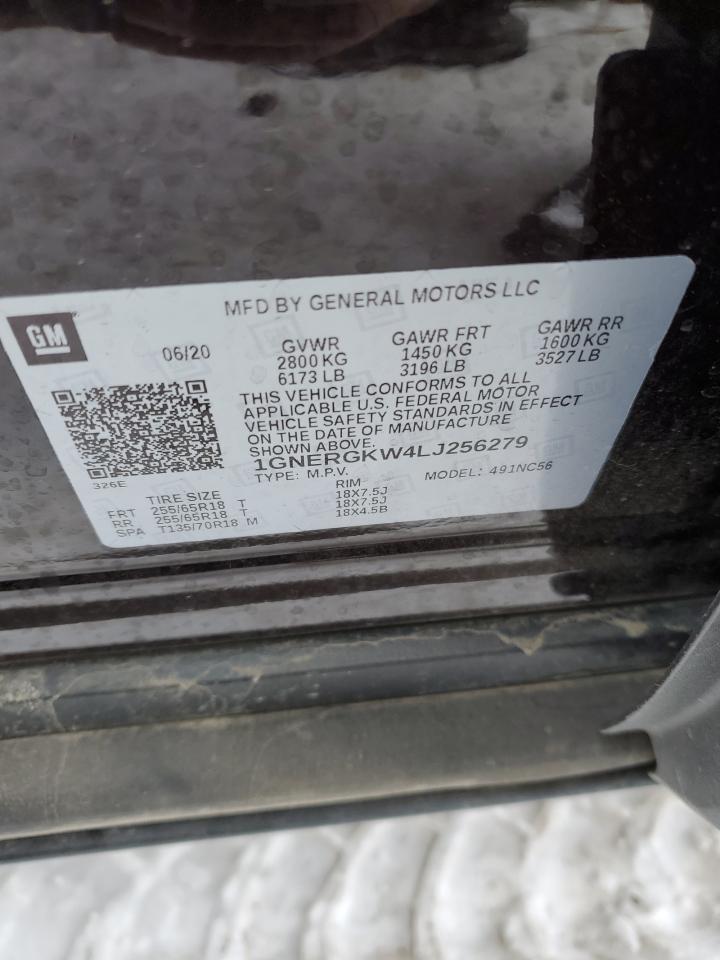 MFD BY GENERAL MOTORS LLC
GM
06/20 GVWR GAWR FRT GAWR RR
2800 KG 1450 KG 1600 KG
6173 LB 3196 LB 3527 LB
THIS VEHICLE CONFORMS TO ALL
APPLICABLE U.S. FEDERAL MOTOR
VEHICLE SAFETY STANDARDS IN EFFECT
ON THE DATE OF MANUFACTURE
SHOWN ABOVE.
1GNERGKW4LJ256279
326E TYPE: M.P.V. MODEL: 491NC56
TIRE SIZE RIM
FRT 255/65R18 T 18X7.5J
RR 255/65R18 T 18X7.5J
SPA T135/70R18 M 18X4.5B